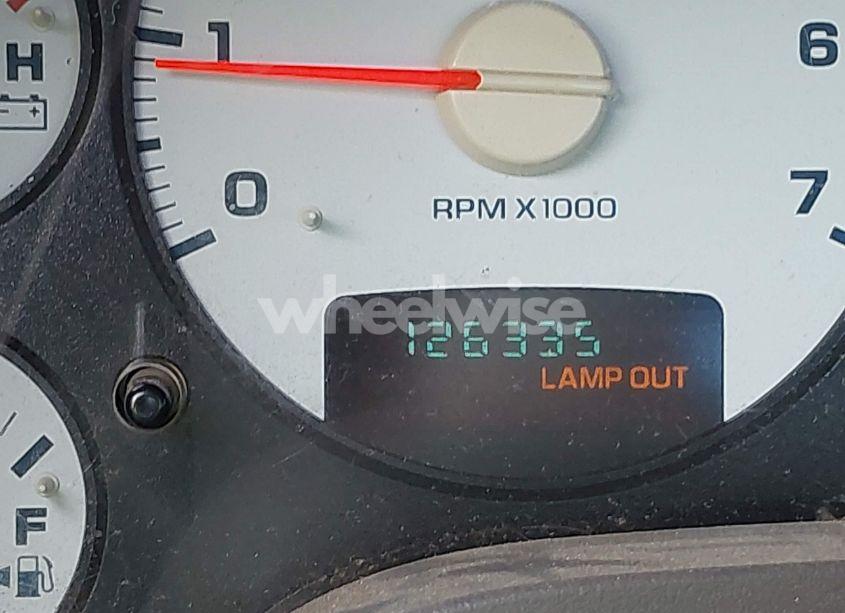 H
1
6
0
7
RPM X1000
wheelwise
126335
LAMP OUT
F